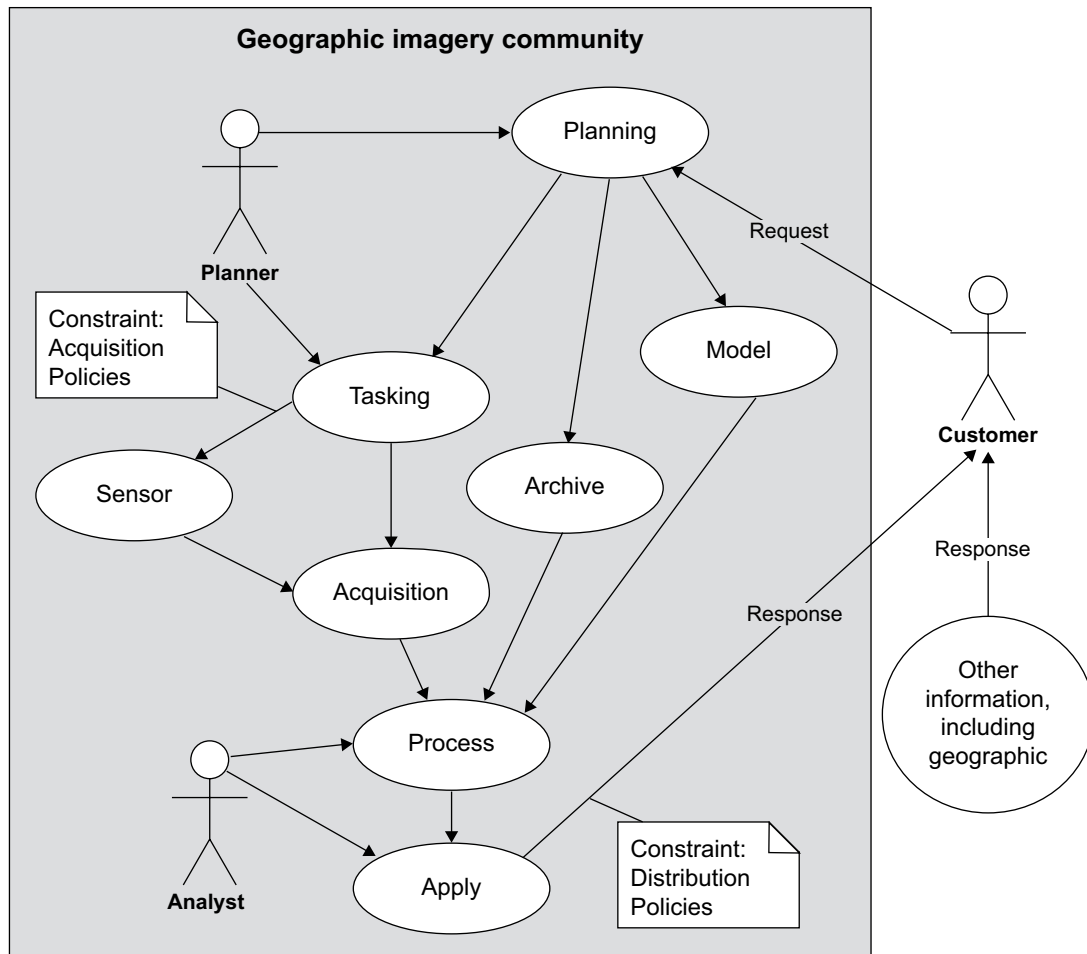 Geographic imagery community
Planning
Request
Planner
Constraint:
Acquisition
Policies
Model
Tasking
Customer
Sensor
Archive
Response
Acquisition
Response
Other
information,
including
geographic
Process
Constraint:
Distribution
Policies
Apply
Analyst